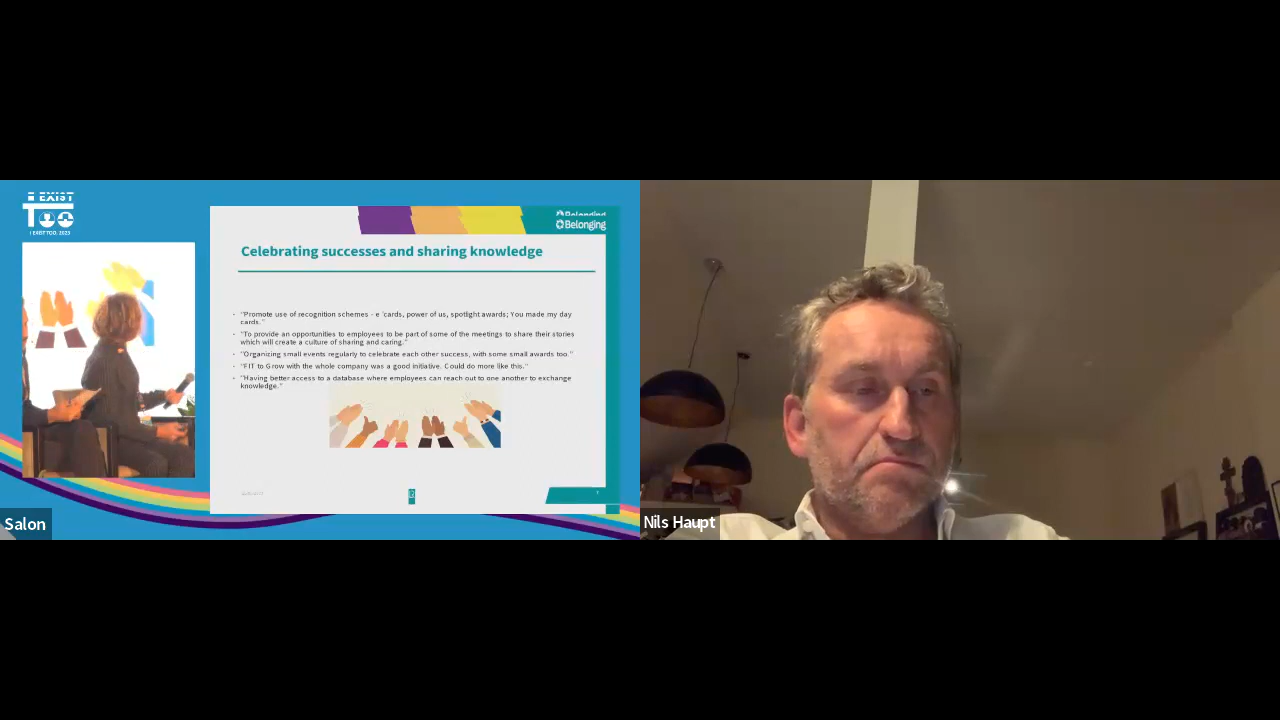 I EXIST
TOO
I EXIST TOO, 2023
Belonging
Belonging
Celebrating successes and sharing knowledge
- "Promote use of recognition schemes - e 'cards, power of us, spotlight awards; You made my day
cards."
- "To provide an opportunities to employees to be part of some of the meetings to share their stories
which will create a culture of sharing and caring."
- "Organizing small events regularly to celebrate each other success, with some small awards too."
- "FIT to Grow with the whole company was a good initiative. Could do more like this."
- "Having better access to a database where employees can reach out to one another to exchange
knowledge."
Salon
Nils Haupt